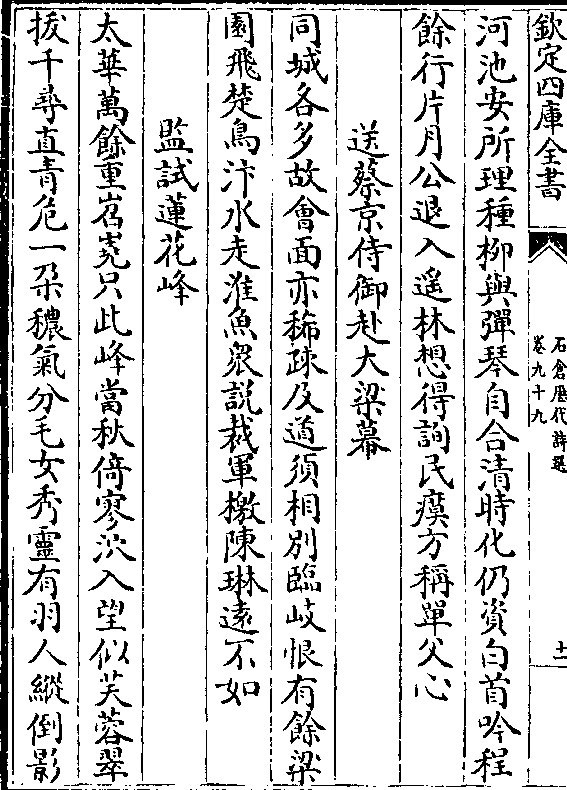 欽定四庫全書
石倉歷代詩選
卷九十九
十一
河池安所理種柳與彈琴自合清時化仍資白首吟程
餘行片月公退入遥林想得詢民瘼方稱單父心
送蔡京侍御赴大梁幕
同城各多故會面亦稀疎及道須相别臨岐恨有餘梁
園飛楚鳥汴水走淮魚衆説裁軍檄陳琳遠不如
監試蓮花峰
太華萬餘重岧嶤只此峰當秋倚寥泬入望似芙蓉翠
拔千尋直青危一朶穠氣分毛女秀靈有羽人縱倒影